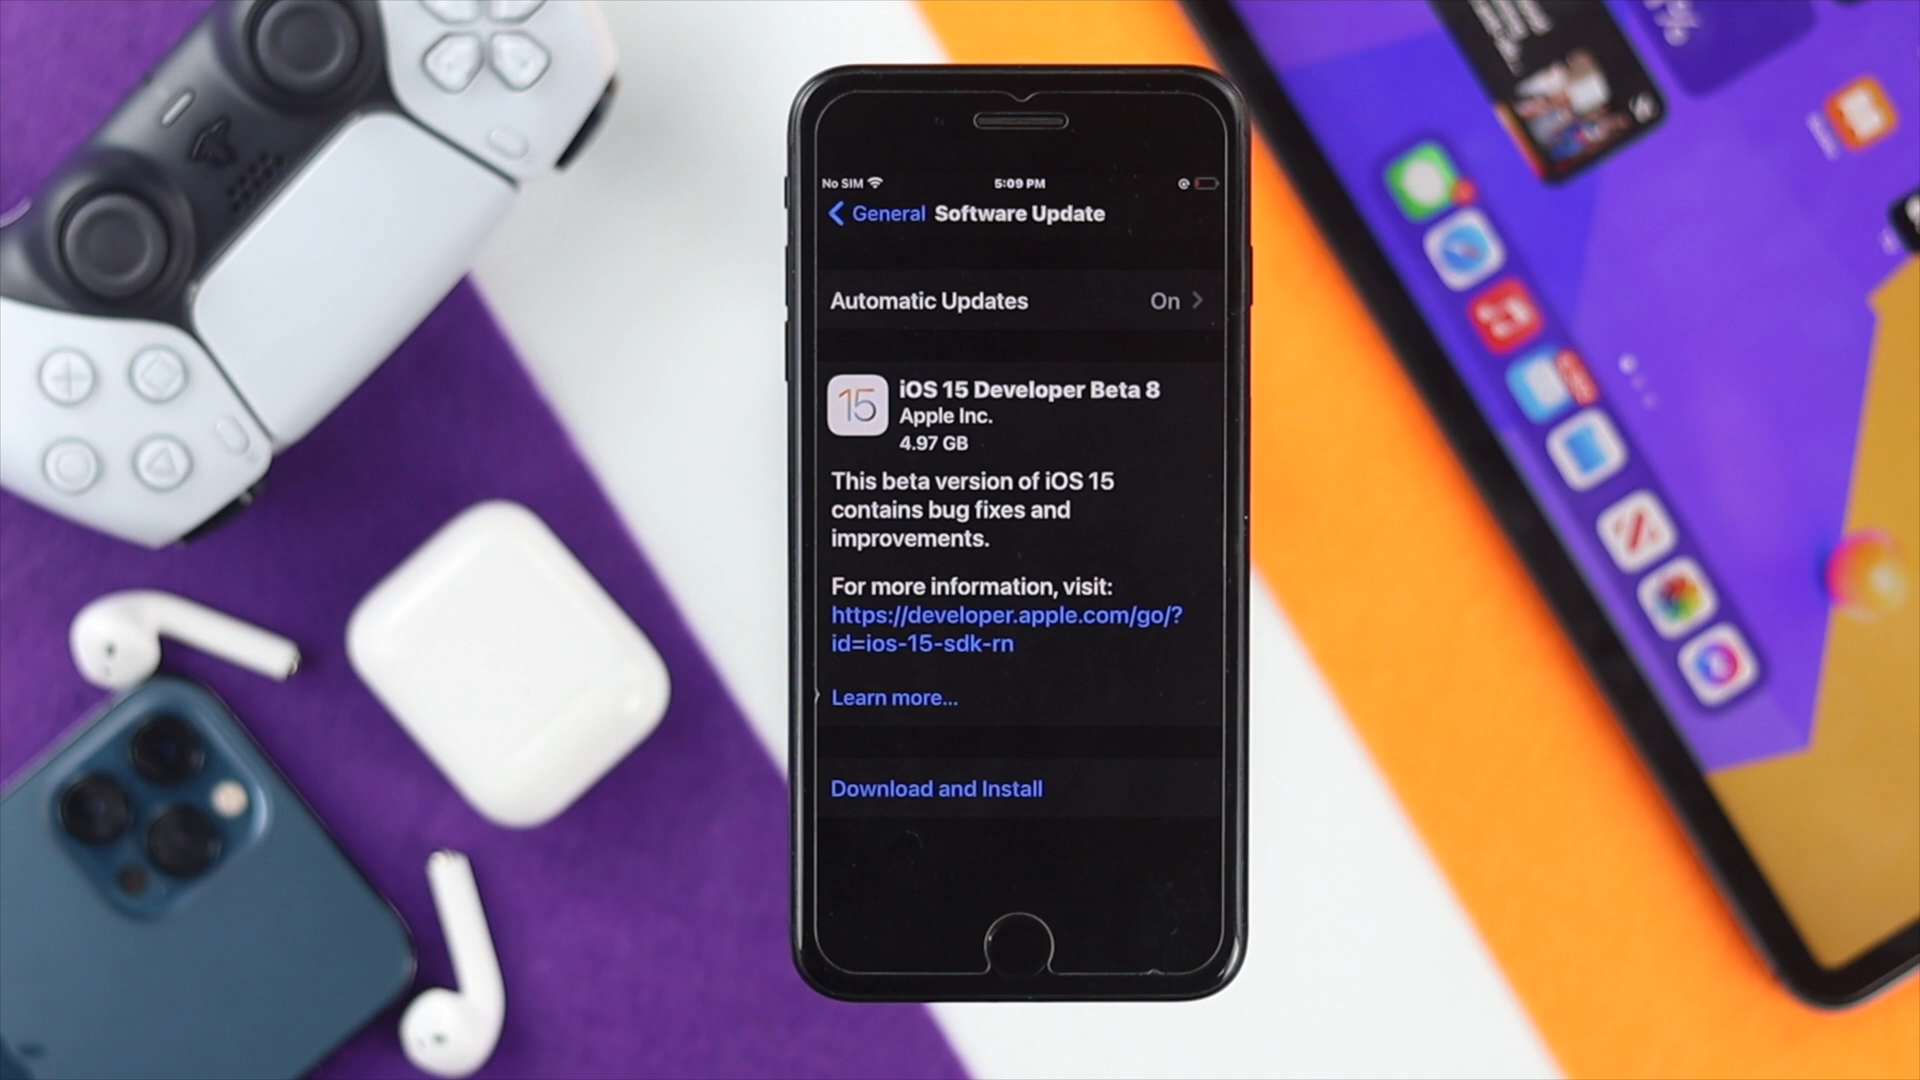 No SIM
5:09 PM
General Software Update
Automatic Updates On
15
iOS 15 Developer Beta 8
Apple Inc.
4.97 GB
This beta version of iOS 15
contains bug fixes and
improvements.
For more information, visit:
https://developer.apple.com/go/?
id=ios-15-sdk-rn
Learn more...
Download and Install